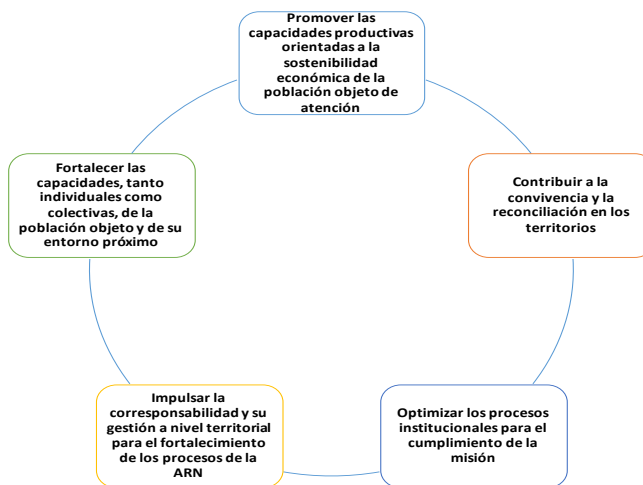 Promover las
capacidades productivas
orientadas a la
sostenibilidad
económica de la
población objeto de
atención
Contribuir a la
convivencia y la
reconciliación en los
territorios
Optimizar los procesos
institucionales para el
cumplimiento de la
misión
Impulsar la
corresponsabilidad y su
gestión a nivel territorial
para el fortalecimiento
de los procesos de la
ARN
Fortalecer las
capacidades, tanto
individuales como
colectivas, de la
población objeto y de su
entorno próximo